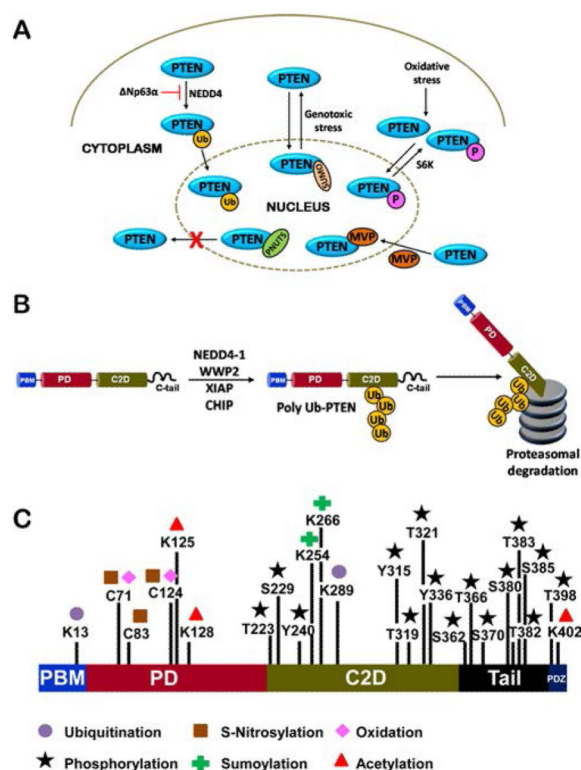 A
PTEN
ΔNp63α
NEDD4
PTEN
Ub
CYTOPLASM
PTEN
Ub
PTEN
Genotoxic
stress
PTEN
SUMO
NUCLEUS
Oxidative
stress
PTEN
PTEN
P
S6K
PTEN
P
PTEN
X
PTEN
PNUTS
PTEN
MVP
MVP
PTEN
B
PBM
PD
C2D
C-tail
NEDD4-1
WWP2
XIAP
CHIP
PBM
PD
C2D
C-tail
Ub
Ub
Ub
Ub
Poly Ub-PTEN
PBM
PD
C2D
Ub
Ub
Ub
Ub
Proteasomal
degradation
C
K13
C71
C83
C124
K125
K128
T223
S229
Y240
K254
K266
K289
Y315
T319
T321
Y336
S362
T366
S370
S380
T382
T383
S385
T398
K402
PBM PD C2D Tail PDZ
Ubiquitination S-Nitrosylation Oxidation
Phosphorylation Sumoylation Acetylation